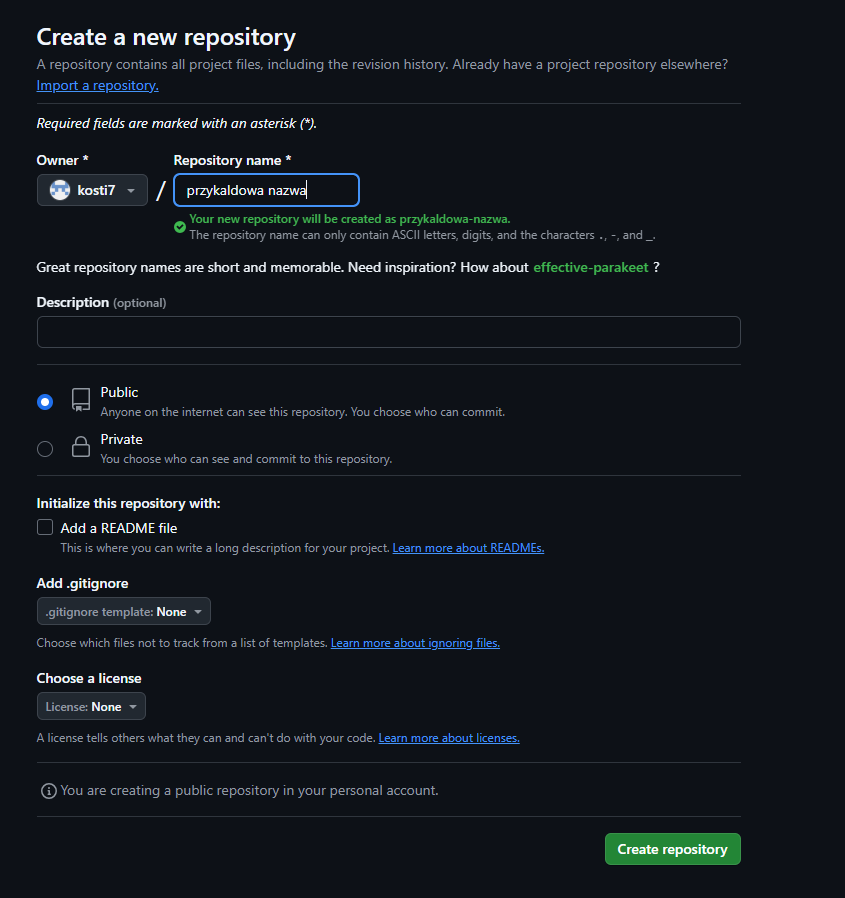 Create a new repository
A repository contains all project files, including the revision history. Already have a project repository elsewhere?
Import a repository.
Required fields are marked with an asterisk (*).
Owner * Repository name *
kosti7 / przykaldowa nazwa
Your new repository will be created as przykaldowa-nazwa.
The repository name can only contain ASCII letters, digits, and the characters ., -, and _.
Great repository names are short and memorable. Need inspiration? How about effective-parakeet ?
Description (optional)
Public
Anyone on the internet can see this repository. You choose who can commit.
Private
You choose who can see and commit to this repository.
Initialize this repository with:
Add a README file
This is where you can write a long description for your project. Learn more about READMEs.
Add .gitignore
.gitignore template: None
Choose which files not to track from a list of templates. Learn more about ignoring files.
Choose a license
License: None
A license tells others what they can and can't do with your code. Learn more about licenses.
You are creating a public repository in your personal account.
Create repository